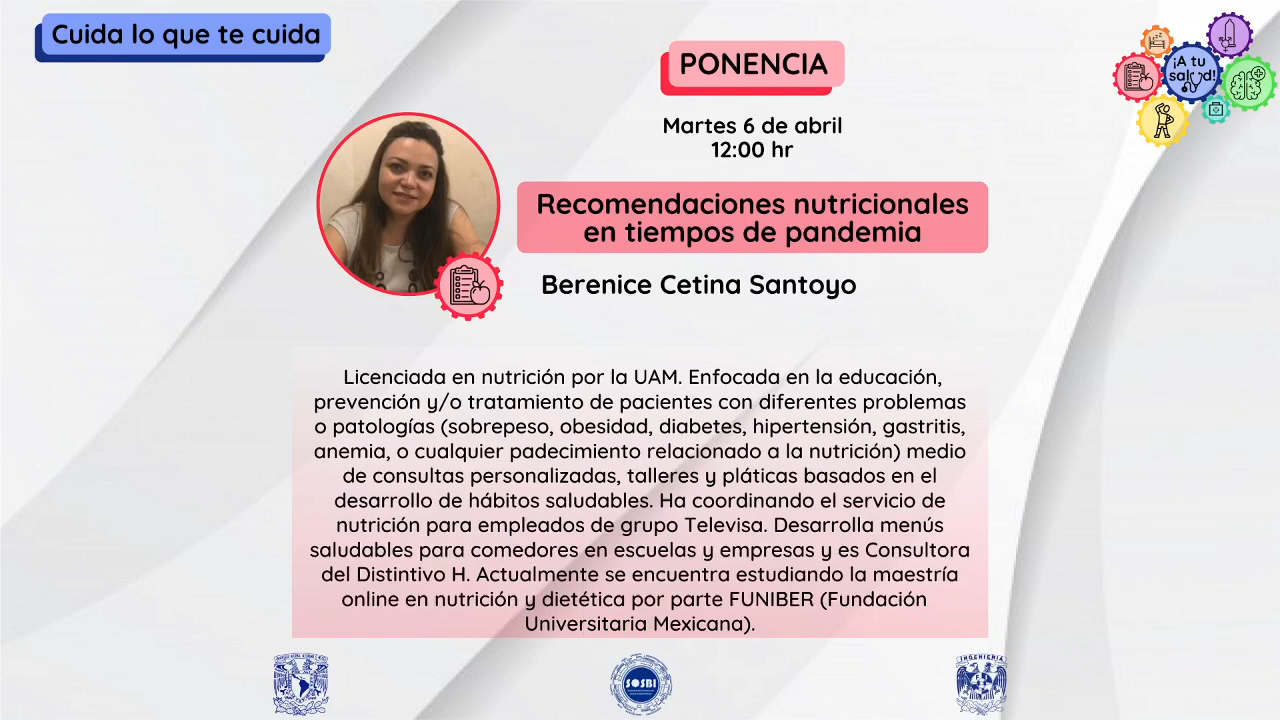 Cuida lo que te cuida
PONENCIA
¡A tu
salud!
Martes 6 de abril
12:00 hr
Recomendaciones nutricionales
en tiempos de pandemia
Berenice Cetina Santoyo
Licenciada en nutrición por la UAM. Enfocada en la educación,
prevención y/o tratamiento de pacientes con diferentes problemas
o patologías (sobrepeso, obesidad, diabetes, hipertensión, gastritis,
anemia, o cualquier padecimiento relacionado a la nutrición) medio
de consultas personalizadas, talleres y pláticas basados en el
desarrollo de hábitos saludables. Ha coordinando el servicio de
nutrición para empleados de grupo Televisa. Desarrolla menús
saludables para comedores en escuelas y empresas y es Consultora
del Distintivo H. Actualmente se encuentra estudiando la maestría
online en nutrición y dietética por parte FUNIBER (Fundación
Universitaria Mexicana).
SOSBI
INGENIERIA